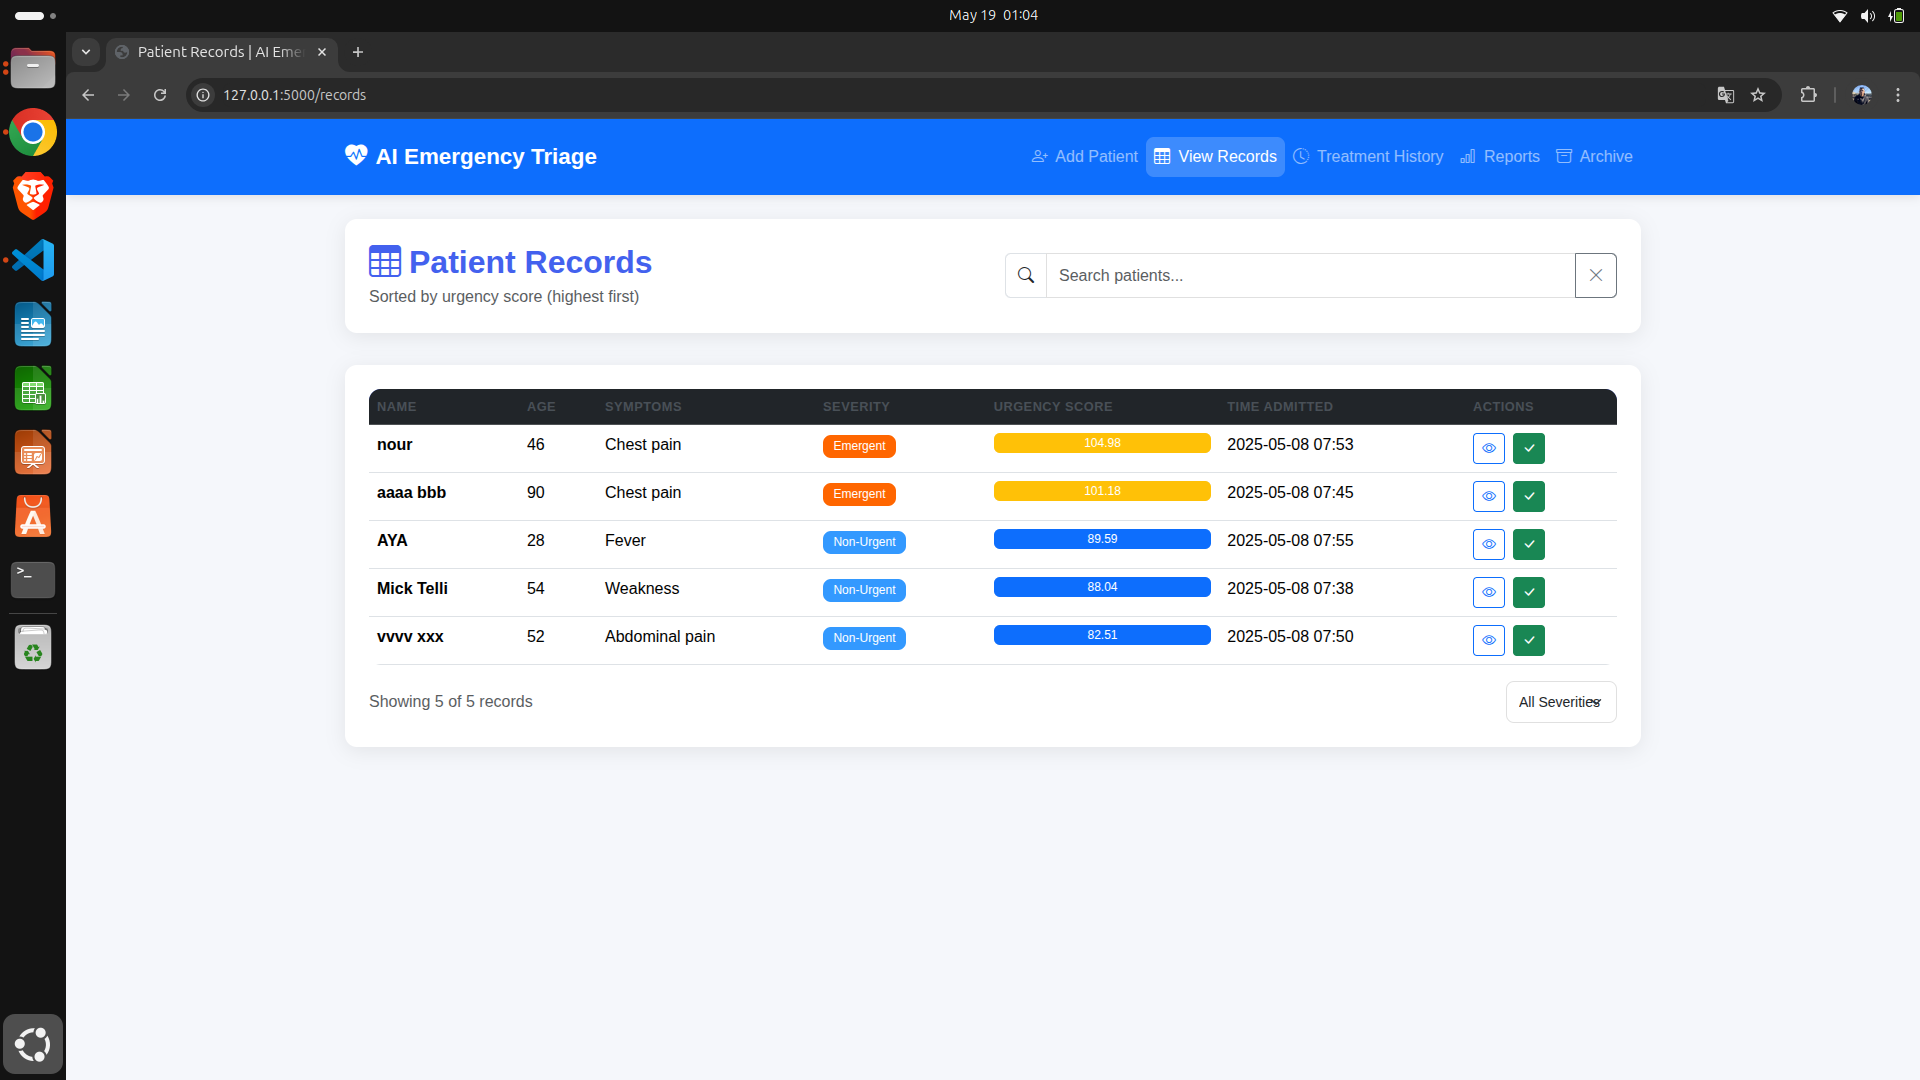 May 19 01:04
Patient Records | AI Eme
127.0.0.1:5000/records
AI Emergency Triage
Add Patient
View Records
Treatment History
Reports
Archive
Patient Records
Sorted by urgency score (highest first)
Search patients...
NAME AGE SYMPTOMS SEVERITY URGENCY SCORE TIME ADMITTED ACTIONS
nour 46 Chest pain Emergent 104.98 2025-05-08 07:53
aaaa bbb 90 Chest pain Emergent 101.18 2025-05-08 07:45
AYA 28 Fever Non-Urgent 89.59 2025-05-08 07:55
Mick Telli 54 Weakness Non-Urgent 88.04 2025-05-08 07:38
vvvv xxx 52 Abdominal pain Non-Urgent 82.51 2025-05-08 07:50
Showing 5 of 5 records
All Severities